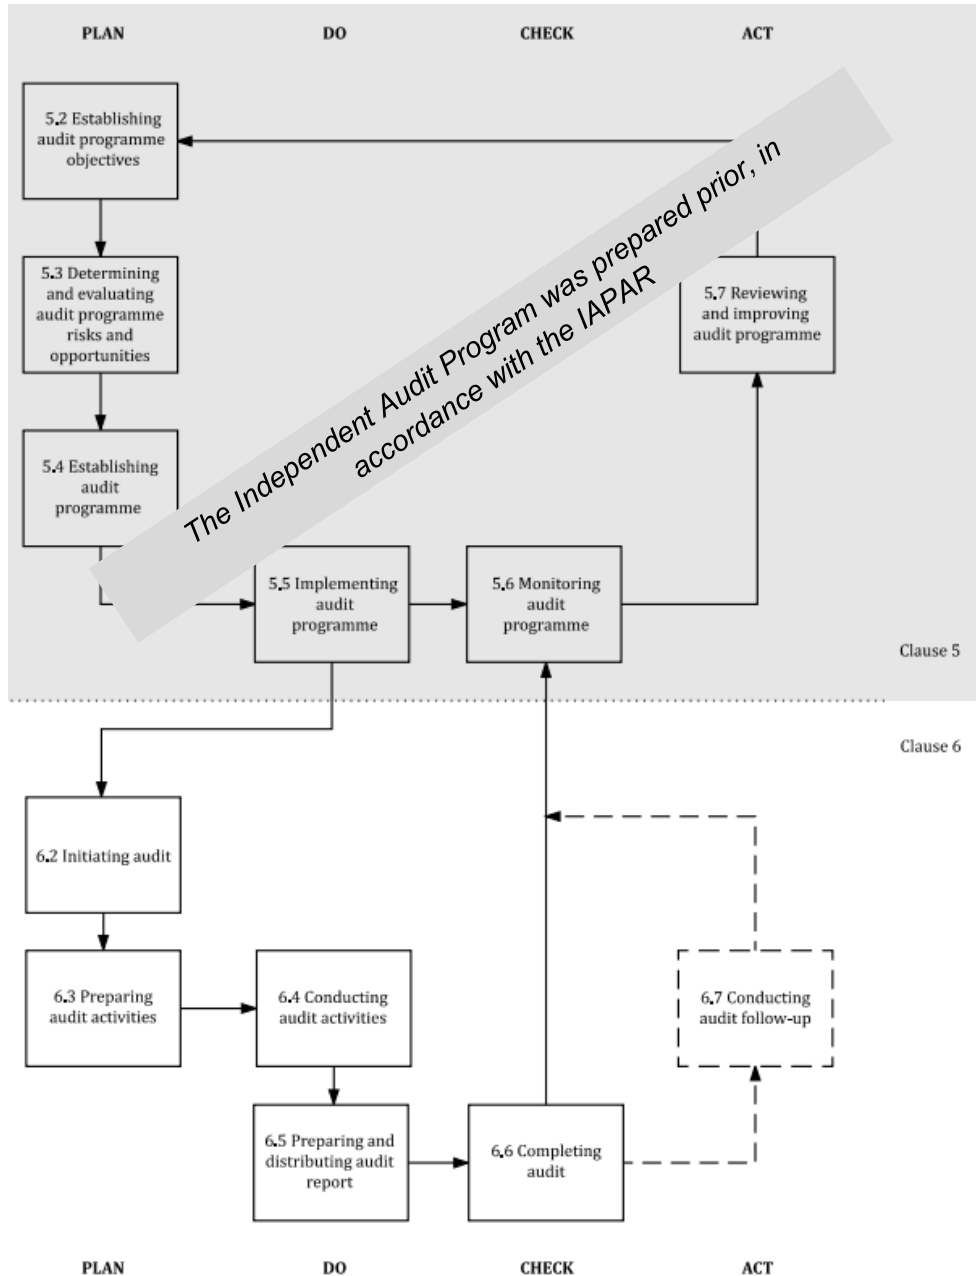 PLAN DO CHECK ACT
5.2 Establishing
audit programme
objectives
5.3 Determining
and evaluating
audit programme
risks and
opportunities
5.4 Establishing
audit
programme
The Independent Audit Program was prepared prior, in
accordance with the IAPAR
5.5 Implementing
audit
programme
5.6 Monitoring
audit
programme
5.7 Reviewing
and improving
audit programme
Clause 5
Clause 6
6.2 Initiating audit
6.3 Preparing
audit activities
6.4 Conducting
audit activities
6.5 Preparing and
distributing audit
report
6.6 Completing
audit
6.7 Conducting
audit follow-up
PLAN DO CHECK ACT